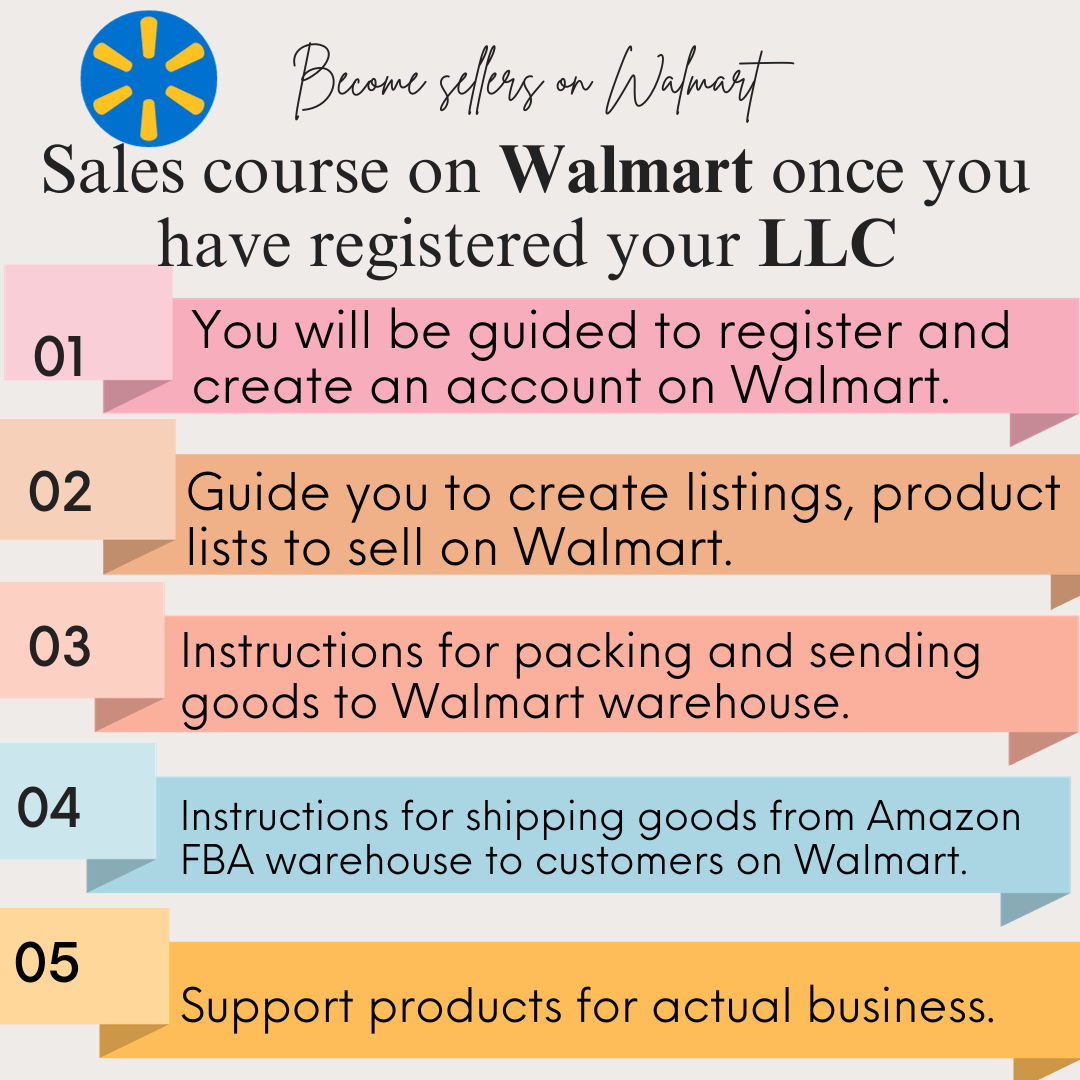 Become sellers on Walmart
Sales course on Walmart once you
have registered your LLC
01
You will be guided to register and
create an account on Walmart.
02
Guide you to create listings, product
lists to sell on Walmart.
03
Instructions for packing and sending
goods to Walmart warehouse.
04
Instructions for shipping goods from Amazon
FBA warehouse to customers on Walmart.
05
Support products for actual business.